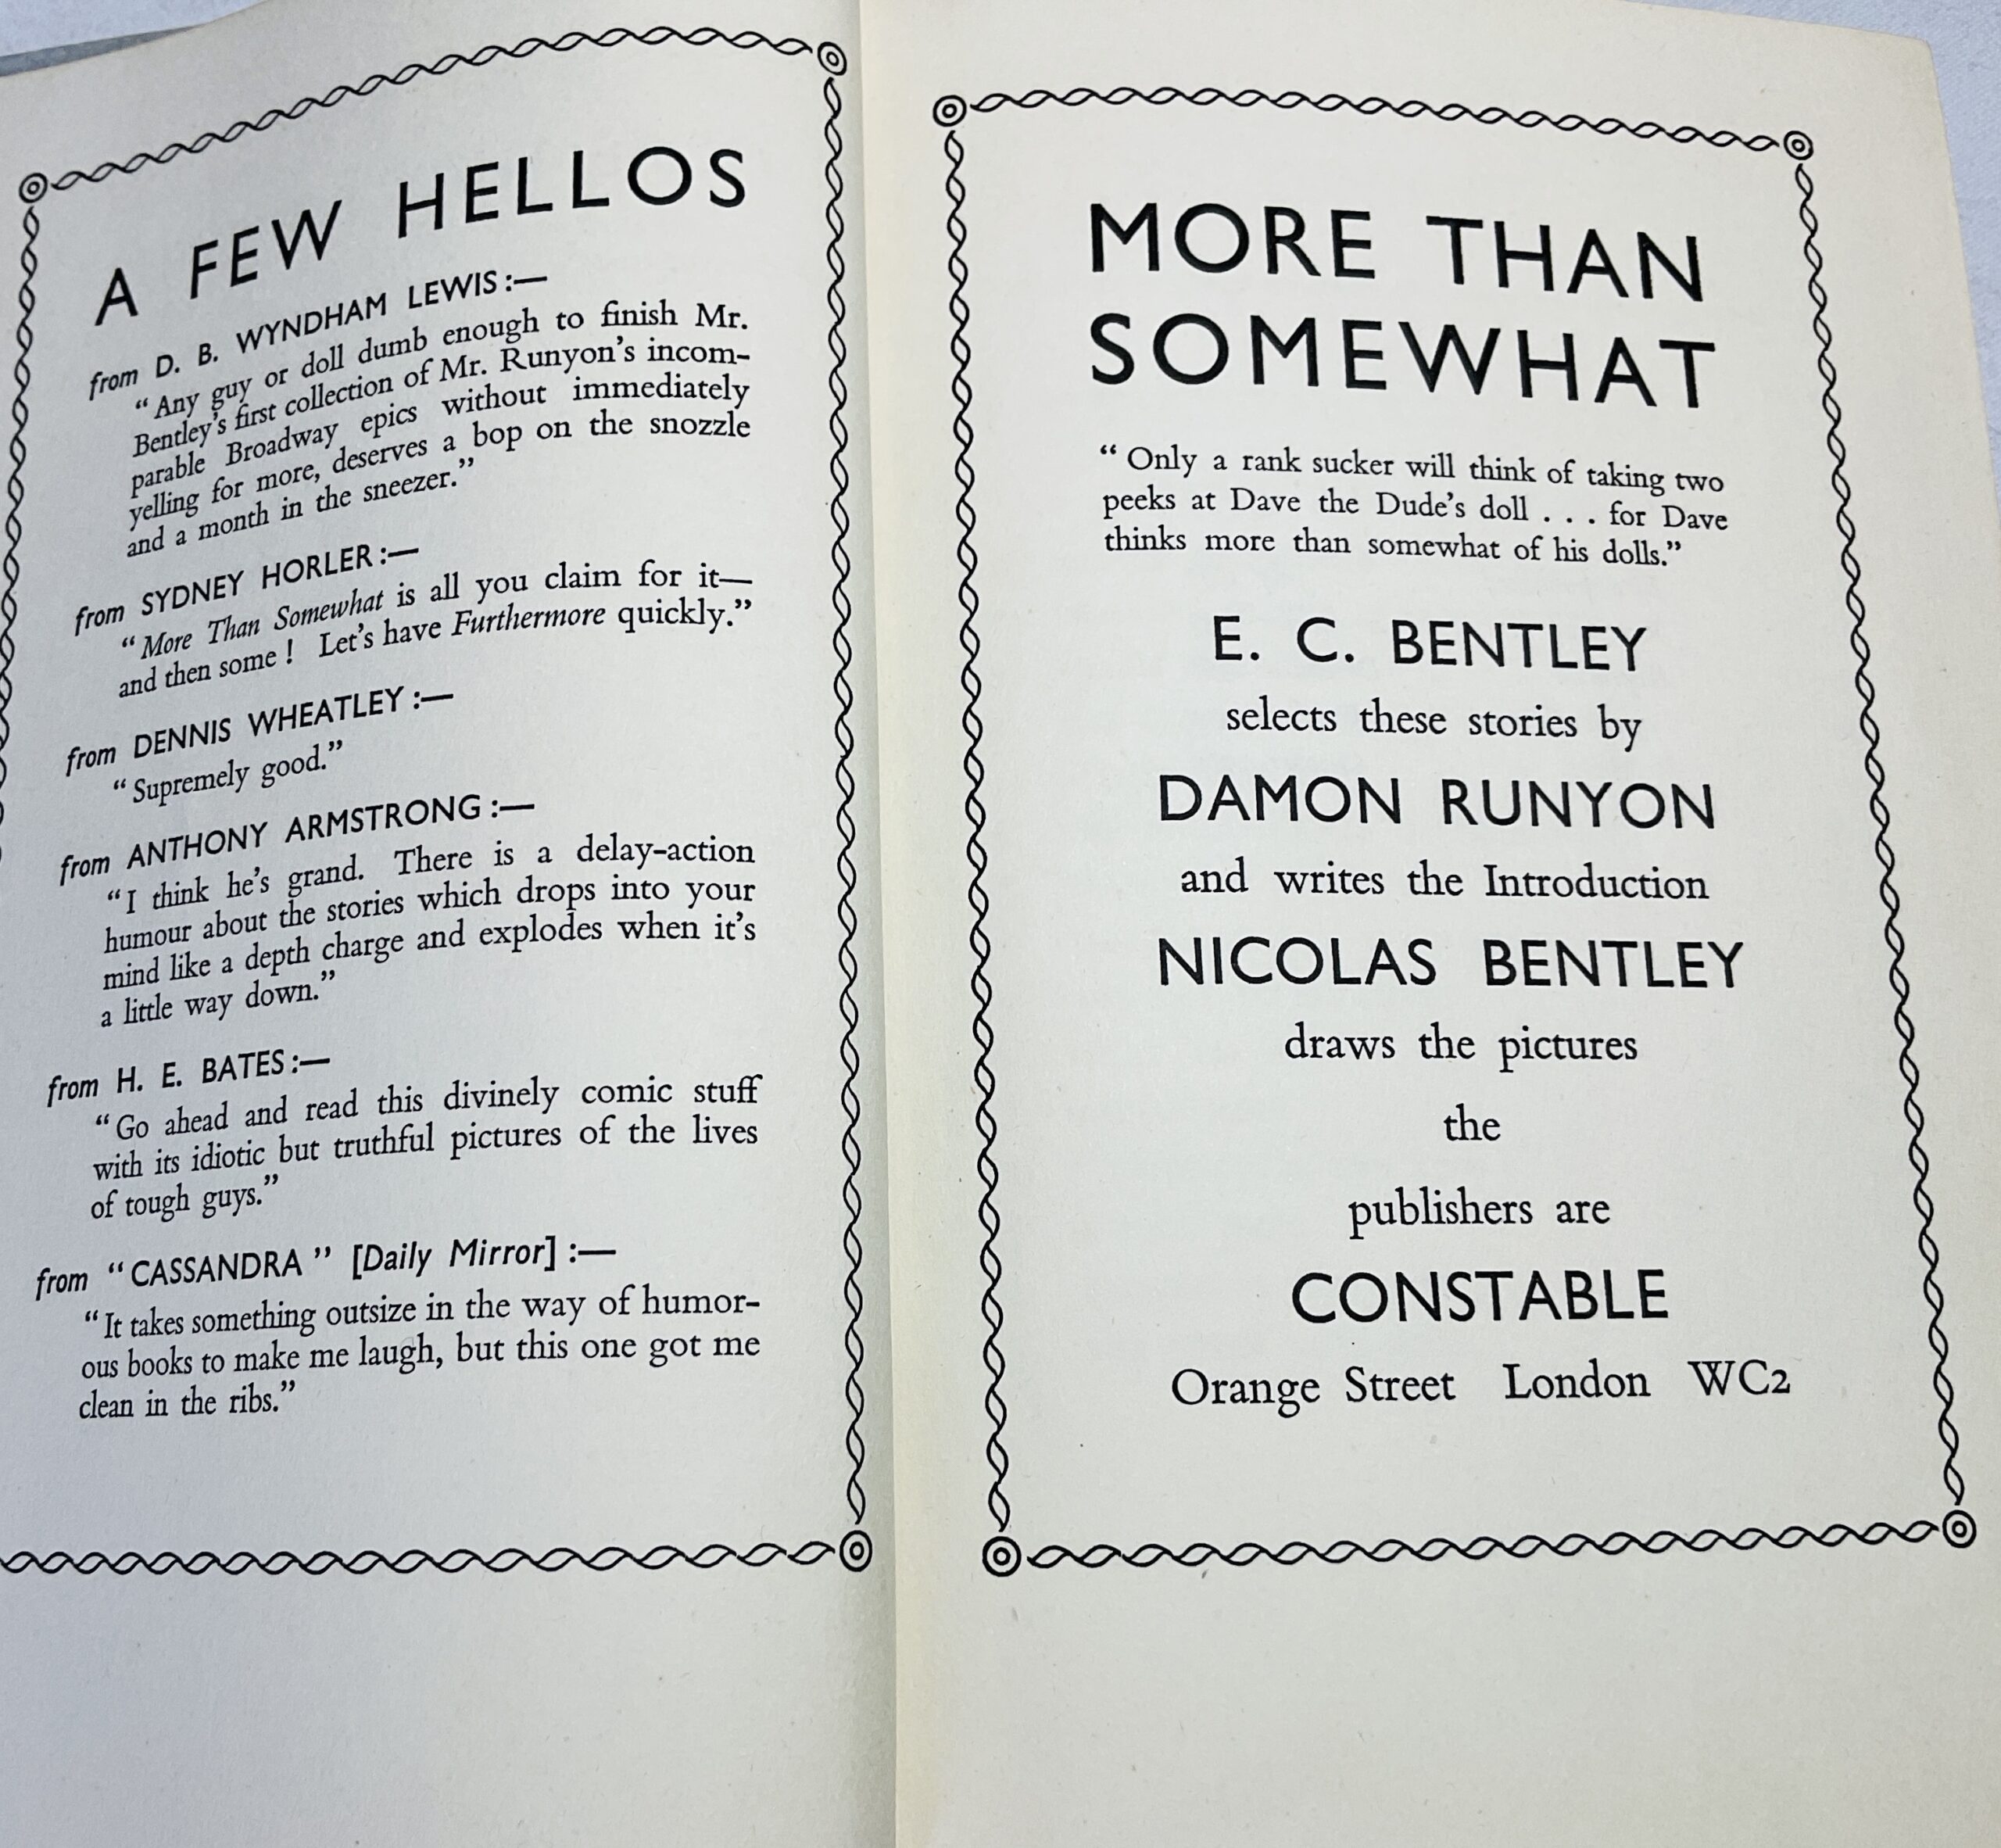 A FEW HELLOS
from D. B. WYNDHAM LEWIS:—
“Any guy or doll dumb enough to finish Mr.
Bentley’s first collection of Mr. Runyon’s incom-
parable Broadway epics without immediately
yelling for more, deserves a bop on the snozzle
and a month in the sneezer.”
from SYDNEY HORLER:—
“More Than Somewhat is all you claim for it—
and then some! Let’s have Furthermore quickly.”
from DENNIS WHEATLEY:—
“Supremely good.”
from ANTHONY ARMSTRONG:—
“I think he’s grand. There is a delay-action
humour about the stories which drops into your
mind like a depth charge and explodes when it’s
a little way down.”
from H. E. BATES:—
“Go ahead and read this divinely comic stuff
with its idiotic but truthful pictures of the lives
of tough guys.”
from “CASSANDRA” [Daily Mirror]:—
“It takes something outsize in the way of humor-
ous books to make me laugh, but this one got me
clean in the ribs.”
MORE THAN
SOMEWHAT
“Only a rank sucker will think of taking two
peeks at Dave the Dude’s doll . . . for Dave
thinks more than somewhat of his dolls.”
E. C. BENTLEY
selects these stories by
DAMON RUNYON
and writes the Introduction
NICOLAS BENTLEY
draws the pictures
the
publishers are
CONSTABLE
Orange Street London WC2